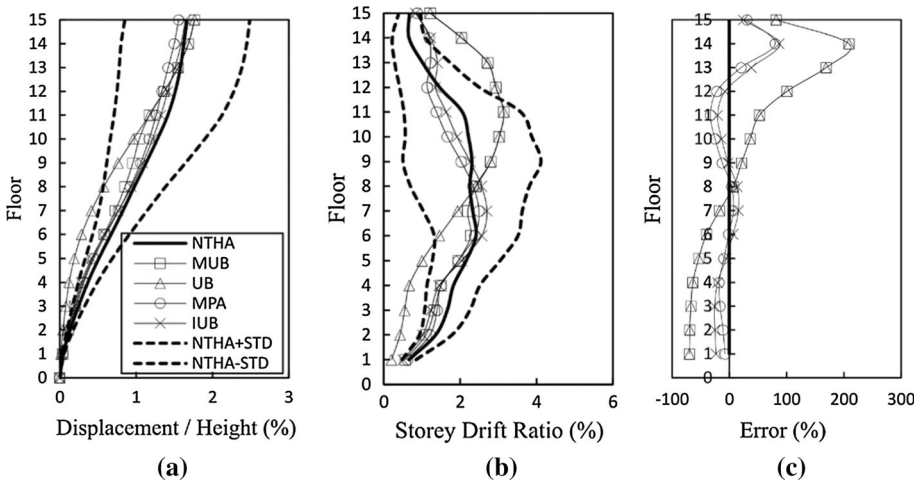 15
14
13
12
11
10
9
8
7
6
5
4
3
2
1
0
Floor
0 1 2 3
Displacement / Height (%)
(a)
NTHA
MUB
UB
MPA
IUB
NTHA+STD
NTHA-STD
15
14
13
12
11
10
9
8
7
6
5
4
3
2
1
0
Floor
0 2 4 6
Storey Drift Ratio (%)
(b)
15
14
13
12
11
10
9
8
7
6
5
4
3
2
1
0
Floor
-100 0 100 200 300
Error (%)
(c)